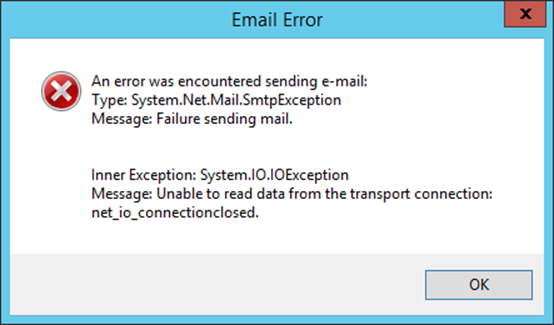 Email Error
x
An error was encountered sending e-mail:
Type: System.Net.Mail.SmtpException
Message: Failure sending mail.
Inner Exception: System.IO.IOException
Message: Unable to read data from the transport connection:
net_io_connectionclosed.
OK